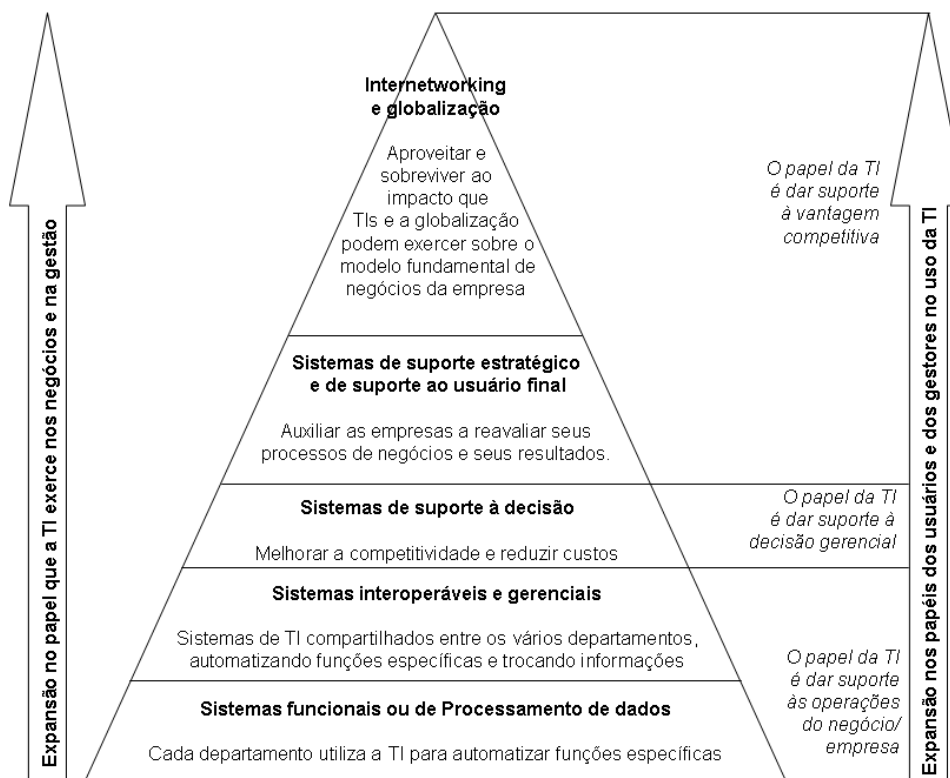 Expansão no papel que a TI exerce nos negócios e na gestão
Internetworking
e globalização
Aproveitar e
sobreviver ao
impacto que
TIs e a globalização
podem exercer sobre o
modelo fundamental de
negócios da empresa
Sistemas de suporte estratégico
e de suporte ao usuário final
Auxiliar as empresas a reavaliar seus
processos de negócios e seus resultados.
Sistemas de suporte à decisão
Melhorar a competitividade e reduzir custos
Sistemas interoperáveis e gerenciais
Sistemas de TI compartilhados entre os vários departamentos,
automatizando funções específicas e trocando informações
Sistemas funcionais ou de Processamento de dados
Cada departamento utiliza a TI para automatizar funções específicas
O papel da TI
é dar suporte
à vantagem
competitiva
O papel da TI
é dar suporte à
decisão gerencial
O papel da TI
é dar suporte
às operações
do negócio/
empresa
Expansão nos papéis dos usuários e dos gestores no uso da TI